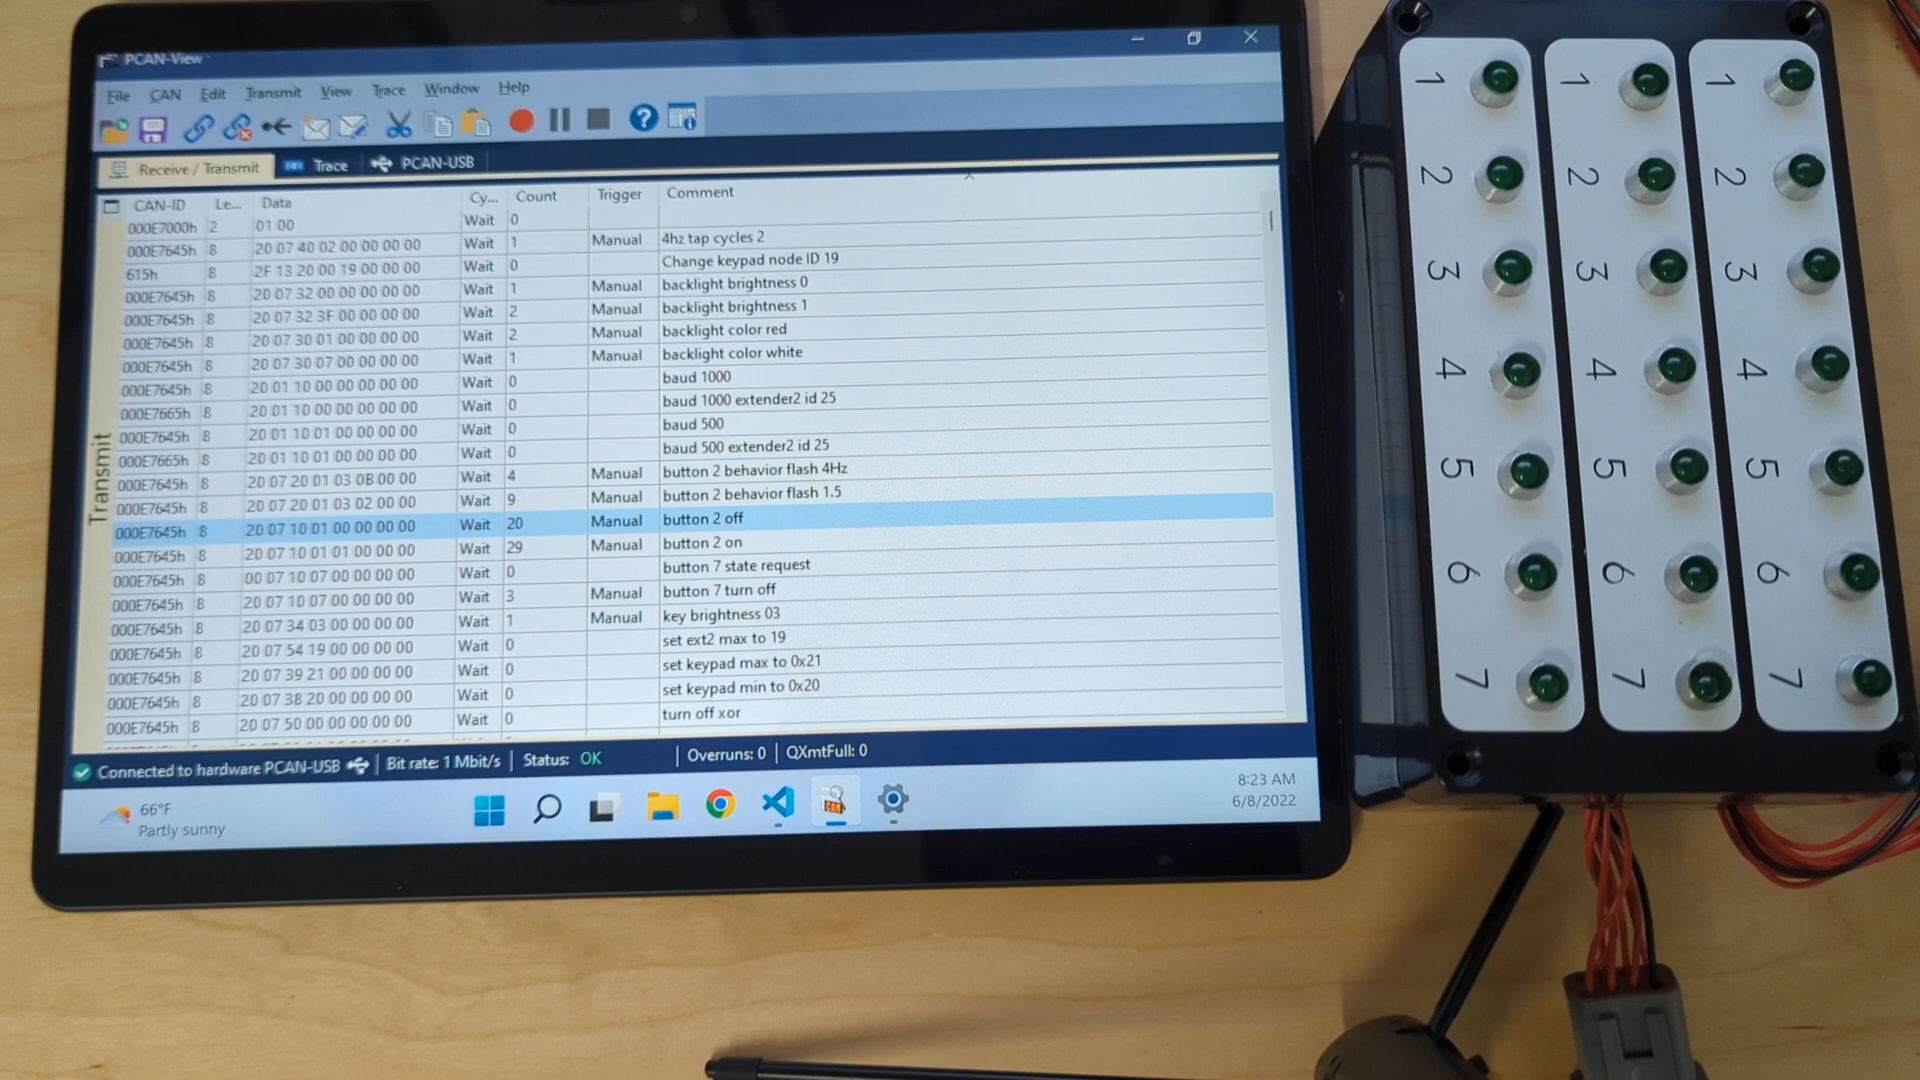 PCAN-View
File CAN Edit Transmit View Trace Window Help
Receive / Transmit Trace PCAN-USB
CAN-ID Le... Data Cy... Count Trigger Comment
000E7000h 2 01 00 Wait 0
000E7645h 8 20 07 40 02 00 00 00 00 Wait 1 Manual 4hz tap cycles 2
615h 8 2F 13 20 00 19 00 00 00 Wait 0 Change keypad node ID 19
000E7645h 8 20 07 32 00 00 00 00 00 Wait 1 Manual backlight brightness 0
000E7645h 8 20 07 32 3F 00 00 00 00 Wait 2 Manual backlight brightness 1
000E7645h 8 20 07 30 01 00 00 00 00 Wait 2 Manual backlight color red
000E7645h 8 20 07 30 07 00 00 00 00 Wait 1 Manual backlight color white
000E7645h 8 20 01 10 00 00 00 00 00 Wait 0 baud 1000
000E7665h 8 20 01 10 00 00 00 00 00 Wait 0 baud 1000 extender2 id 25
000E7645h 8 20 01 10 01 00 00 00 00 Wait 0 baud 500
000E7665h 8 20 01 10 01 00 00 00 00 Wait 0 baud 500 extender2 id 25
000E7645h 8 20 07 20 01 03 0B 00 00 Wait 4 Manual button 2 behavior flash 4Hz
000E7645h 8 20 07 20 01 03 02 00 00 Wait 9 Manual button 2 behavior flash 1.5
000E7645h 8 20 07 10 01 00 00 00 00 Wait 20 Manual button 2 off
000E7645h 8 20 07 10 01 01 00 00 00 Wait 29 Manual button 2 on
000E7645h 8 00 07 10 07 00 00 00 00 Wait 0 button 7 state request
000E7645h 8 20 07 10 07 00 00 00 00 Wait 3 Manual button 7 turn off
000E7645h 8 20 07 34 03 00 00 00 00 Wait 1 Manual key brightness 03
000E7645h 8 20 07 54 19 00 00 00 00 Wait 0 set ext2 max to 19
000E7645h 8 20 07 39 21 00 00 00 00 Wait 0 set keypad max to 0x21
000E7645h 8 20 07 38 20 00 00 00 00 Wait 0 set keypad min to 0x20
000E7645h 8 20 07 50 00 00 00 00 00 Wait 0 turn off xor
Transmit
Connected to hardware PCAN-USB Bit rate: 1 Mbit/s Status: OK Overruns: 0 QXmtFull: 0
66°F
Partly sunny
8:23 AM
6/8/2022
1 1 1
2 2 2
3 3 3
4 4 4
5 5 5
6 6 6
7 7 7